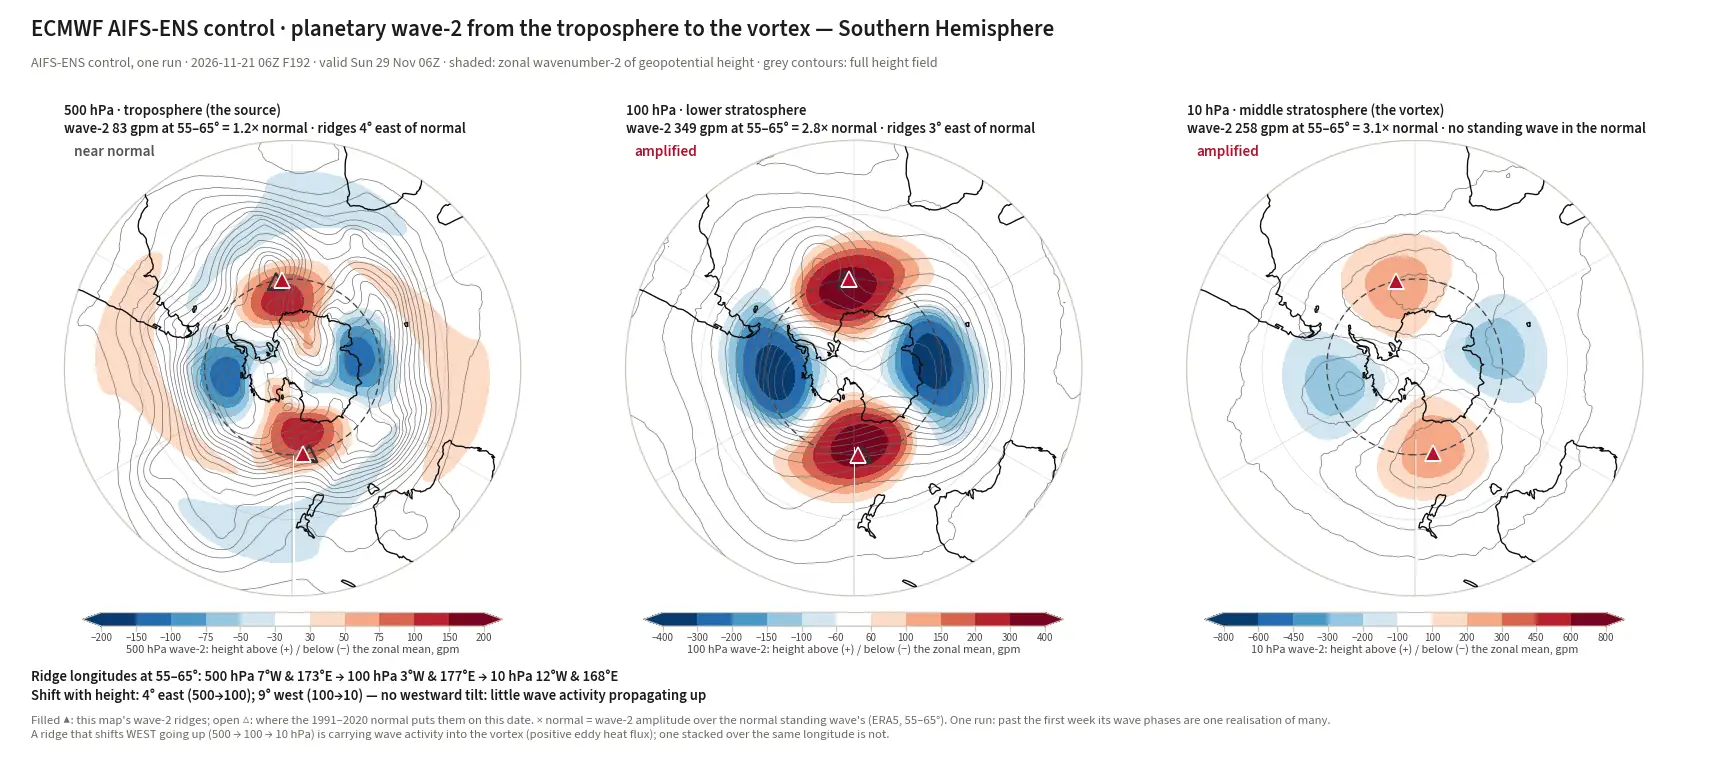 ECMWF AIFS-ENS control · planetary wave-2 from the troposphere to the vortex — Southern Hemisphere
AIFS-ENS control, one run · 2026-11-21 06Z F192 · valid Sun 29 Nov 06Z · shaded: zonal wavenumber-2 of geopotential height · grey contours: full height field
500 hPa · troposphere (the source)
wave-2 83 gpm at 55–65° = 1.2× normal · ridges 4° east of normal
near normal
100 hPa · lower stratosphere
wave-2 349 gpm at 55–65° = 2.8× normal · ridges 3° east of normal
amplified
10 hPa · middle stratosphere (the vortex)
wave-2 258 gpm at 55–65° = 3.1× normal · no standing wave in the normal
amplified
−200 −150 −100 −75 −50 −30 30 50 75 100 150 200
500 hPa wave-2: height above (+) / below (−) the zonal mean, gpm
−400 −300 −200 −150 −100 −60 60 100 150 200 300 400
100 hPa wave-2: height above (+) / below (−) the zonal mean, gpm
−800 −600 −450 −300 −200 −100 100 200 300 450 600 800
10 hPa wave-2: height above (+) / below (−) the zonal mean, gpm
Ridge longitudes at 55–65°: 500 hPa 7°W & 173°E → 100 hPa 3°W & 177°E → 10 hPa 12°W & 168°E
Shift with height: 4° east (500→100); 9° west (100→10) — no westward tilt: little wave activity propagating up
Filled ▲: this map's wave-2 ridges; open △: where the 1991–2020 normal puts them on this date. × normal = wave-2 amplitude over the normal standing wave's (ERA5, 55–65°). One run: past the first week its wave phases are one realisation of many.
A ridge that shifts WEST going up (500 → 100 → 10 hPa) is carrying wave activity into the vortex (positive eddy heat flux); one stacked over the same longitude is not.